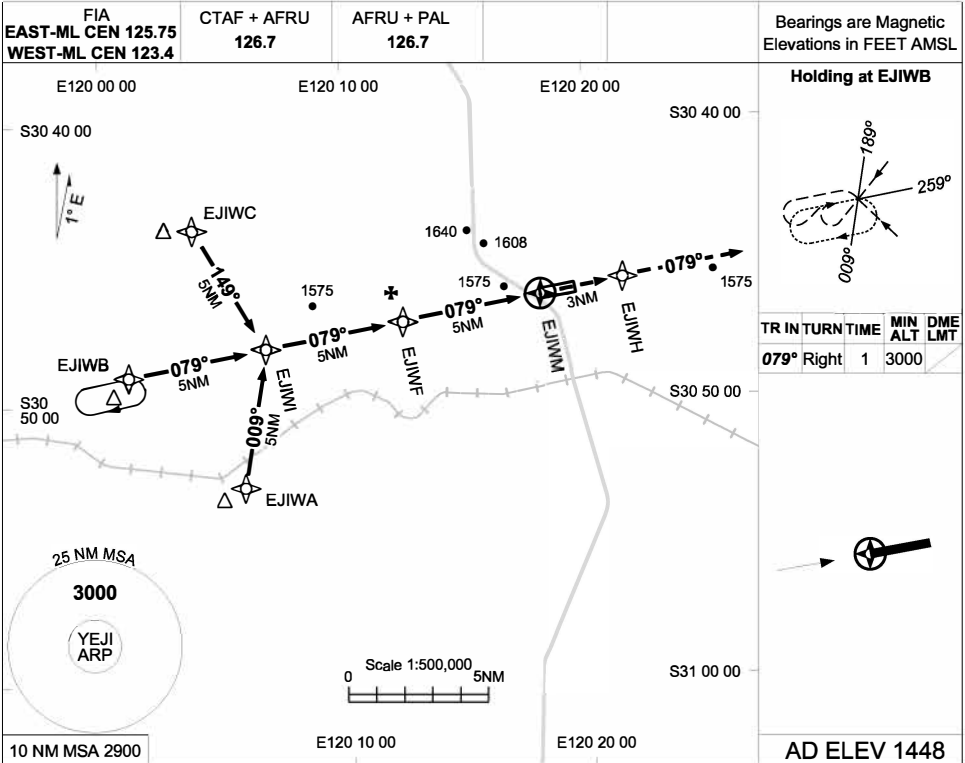 FIA
EAST-ML CEN 125.75
WEST-ML CEN 123.4
CTAF + AFRU
126.7
AFRU + PAL
126.7
Bearings are Magnetic
Elevations in FEET AMSL
E120 00 00
E120 10 00
E120 20 00
S30 40 00
S30 40 00
1° E
EJIWC
149°
5NM
1575
1640
1608
1575
079°
5NM
EJIWB
079°
5NM
EJIWI
079°
5NM
EJIWF
EJIWM
3NM
EJIWH
079°
1575
S30
50 00
S30 50 00
009°
5NM
EJIWA
25 NM MSA
3000
YEJI
ARP
Scale 1:500,000
0
5NM
S31 00 00
10 NM MSA 2900
E120 10 00
E120 20 00
Holding at EJIWB
189°
259°
009°
TR IN TURN TIME MIN ALT DME LMT
079° Right 1 3000
AD ELEV 1448